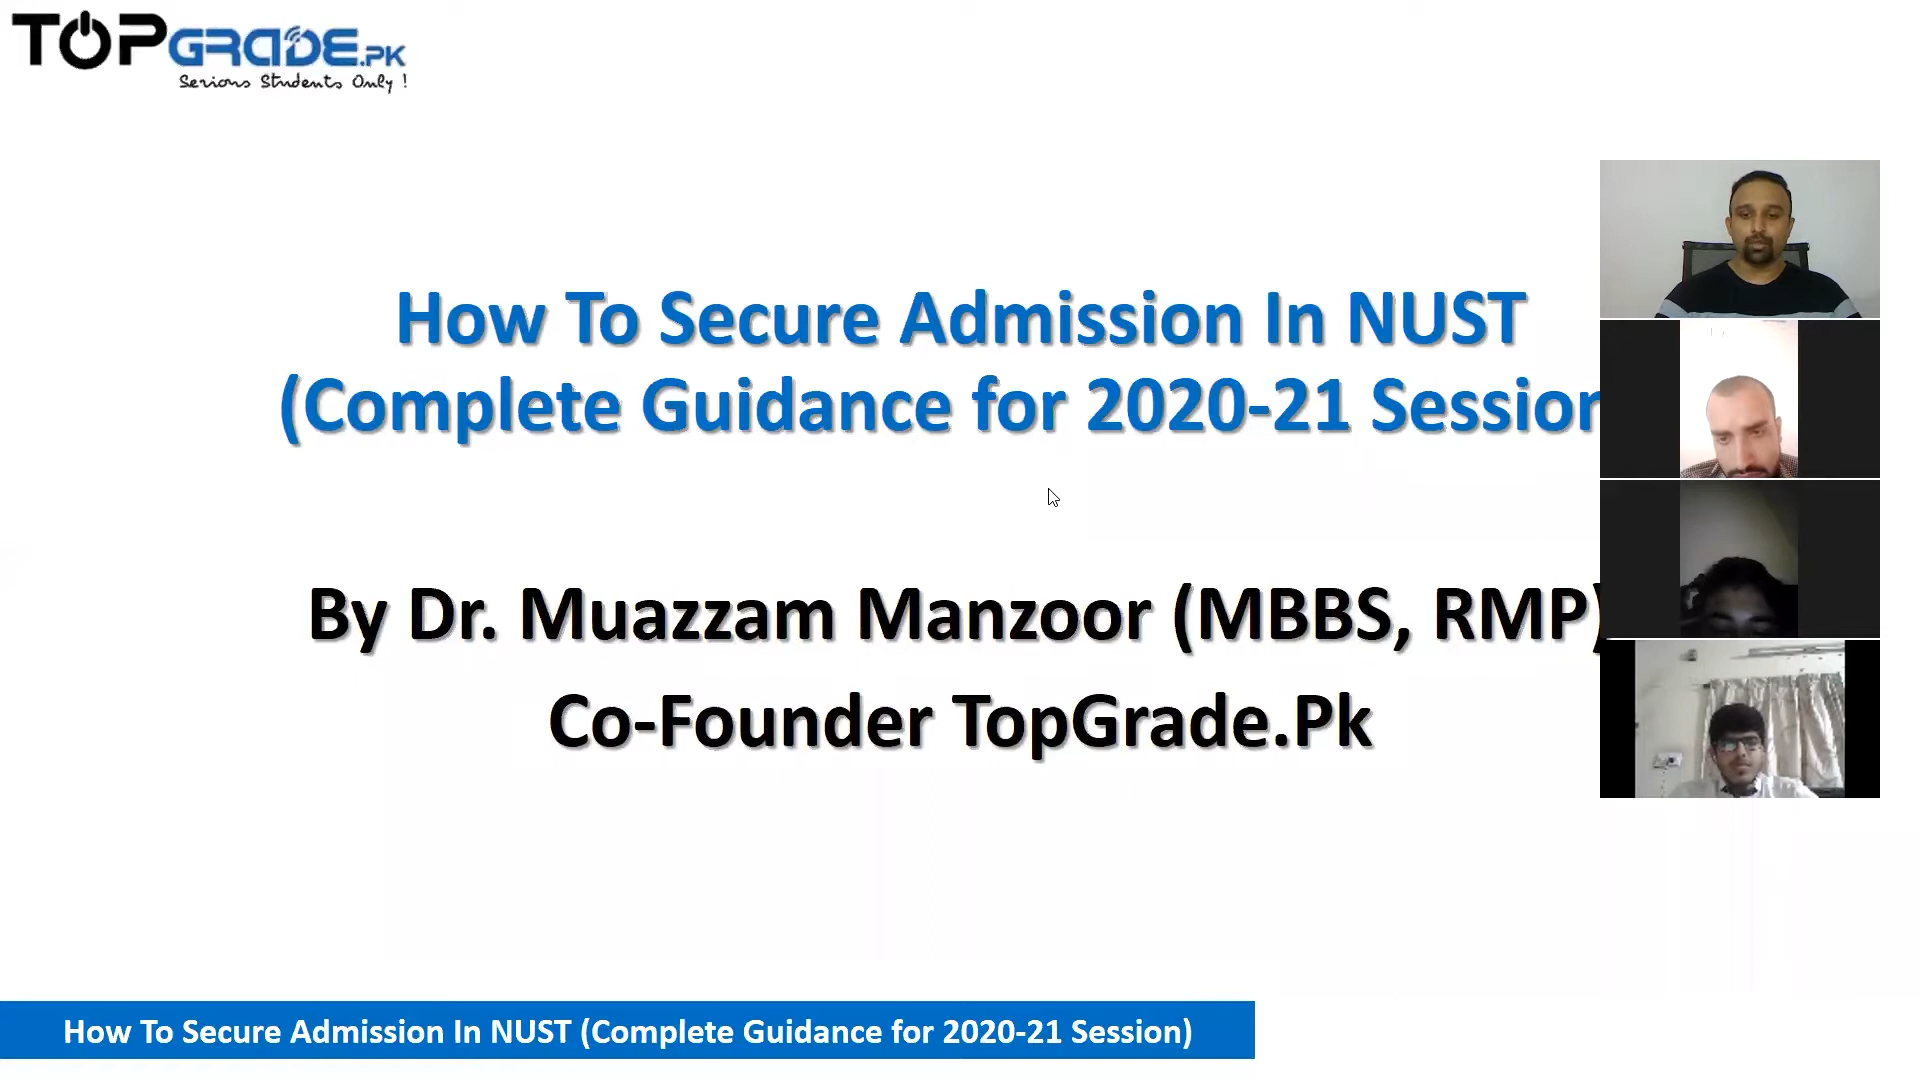 TOPGRADE.PK
Serious Students Only !
How To Secure Admission In NUST
(Complete Guidance for 2020-21 Session
By Dr. Muazzam Manzoor (MBBS, RMP)
Co-Founder TopGrade.Pk
How To Secure Admission In NUST (Complete Guidance for 2020-21 Session)